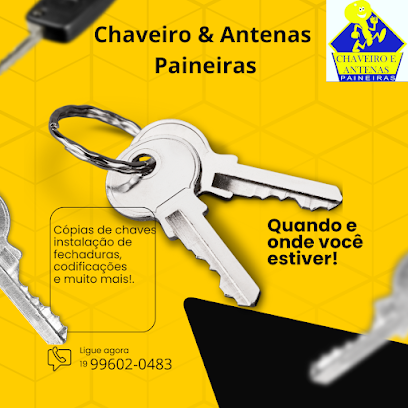 Chaveiro & Antenas
Paineiras
CHAVEIRO E
ANTENAS
PAINEIRAS
Cópias de chaves
instalação de
fechaduras,
codificações
e muito mais!.
Quando e
onde você
estiver!
Ligue agora
19 99602-0483